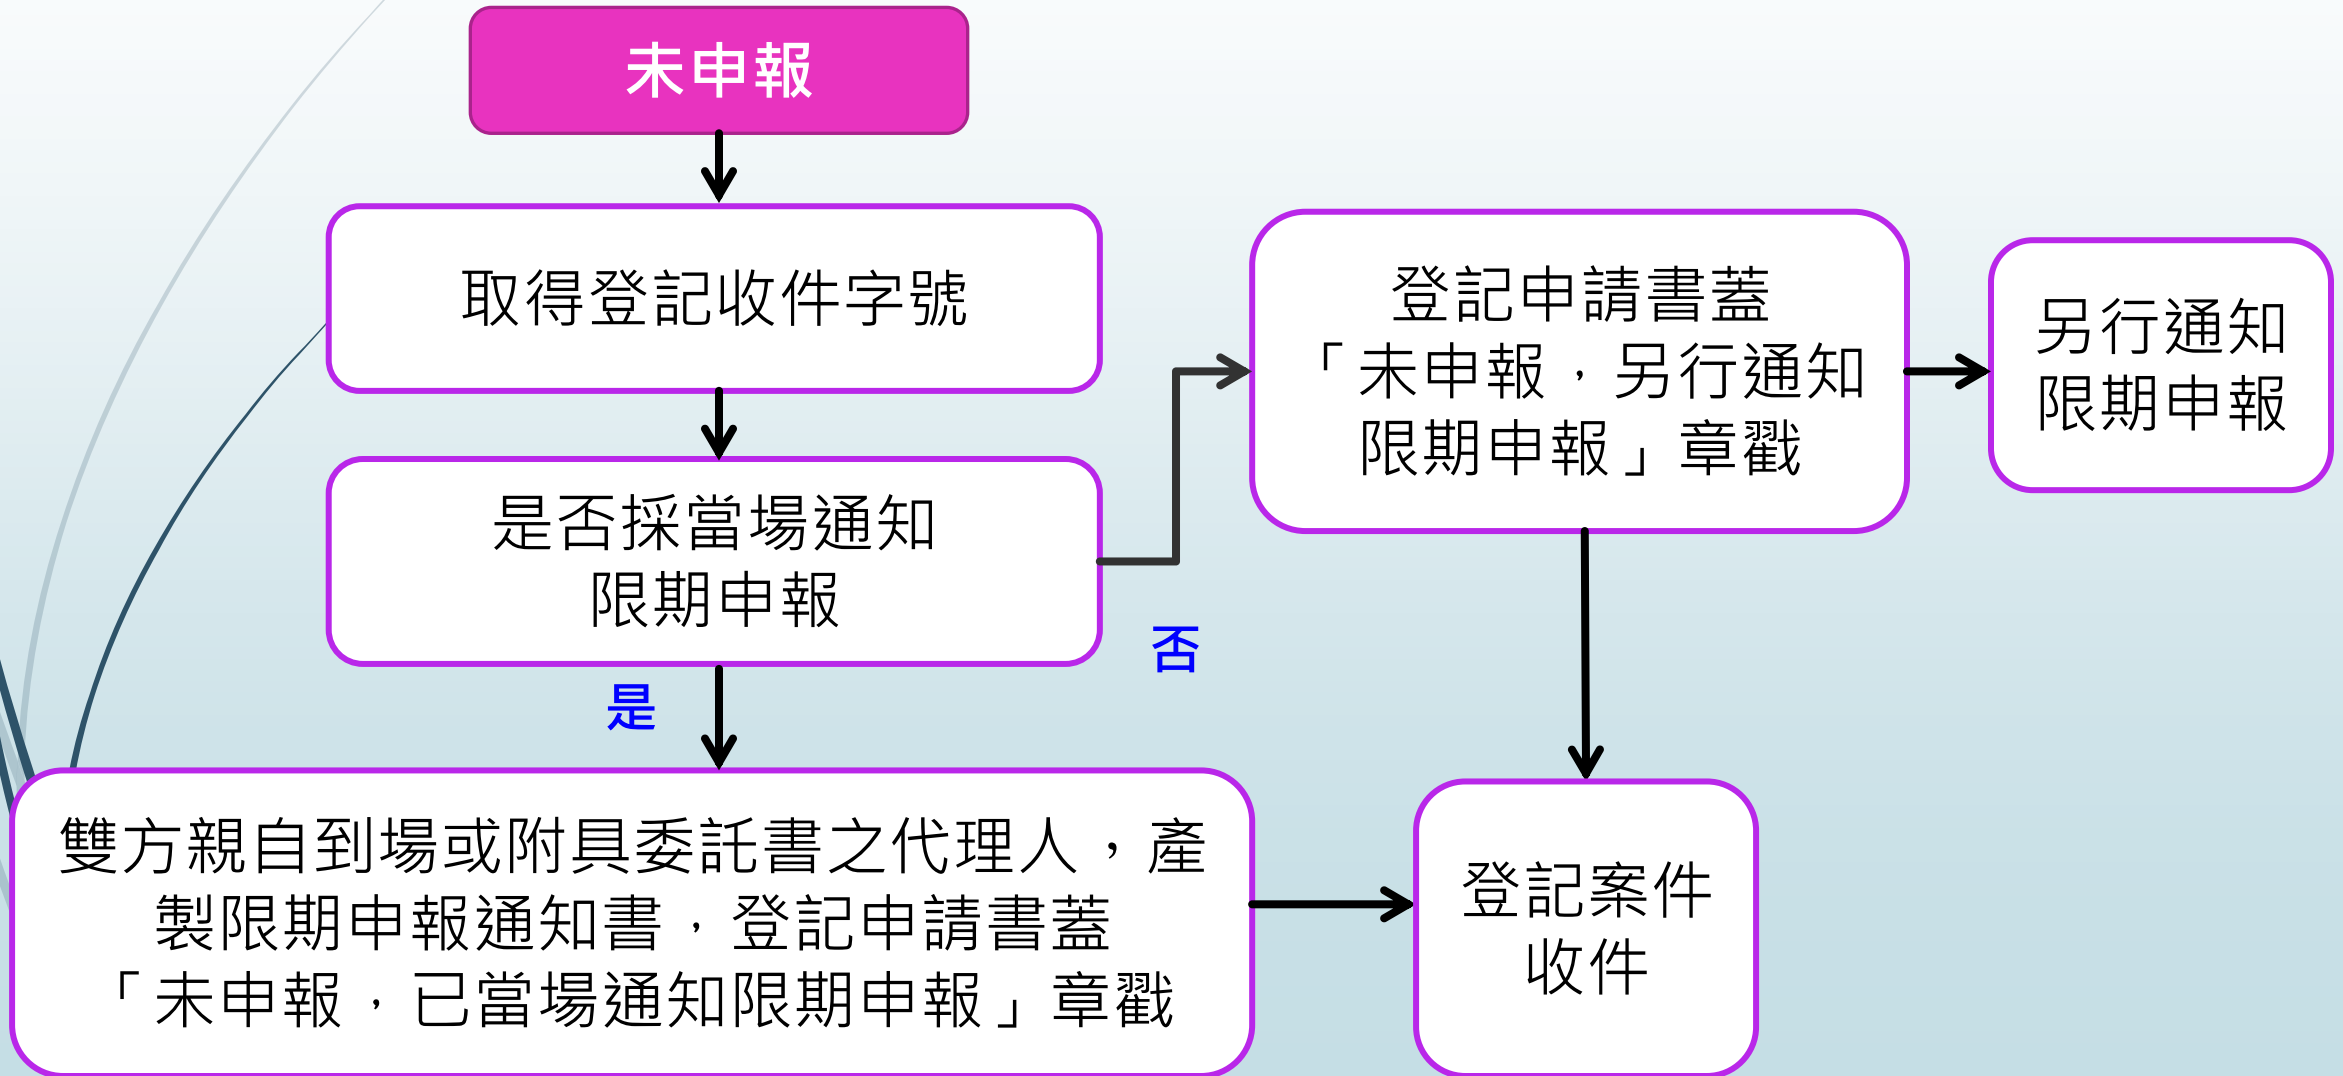 未申報
取得登記收件字號
是否採當場通知
限期申報
是
否
登記申請書蓋
「未申報，另行通知
限期申報」章戳
另行通知
限期申報
雙方親自到場或附具委託書之代理人，產
製限期申報通知書，登記申請書蓋
「未申報，已當場通知限期申報」章戳
登記案件
收件